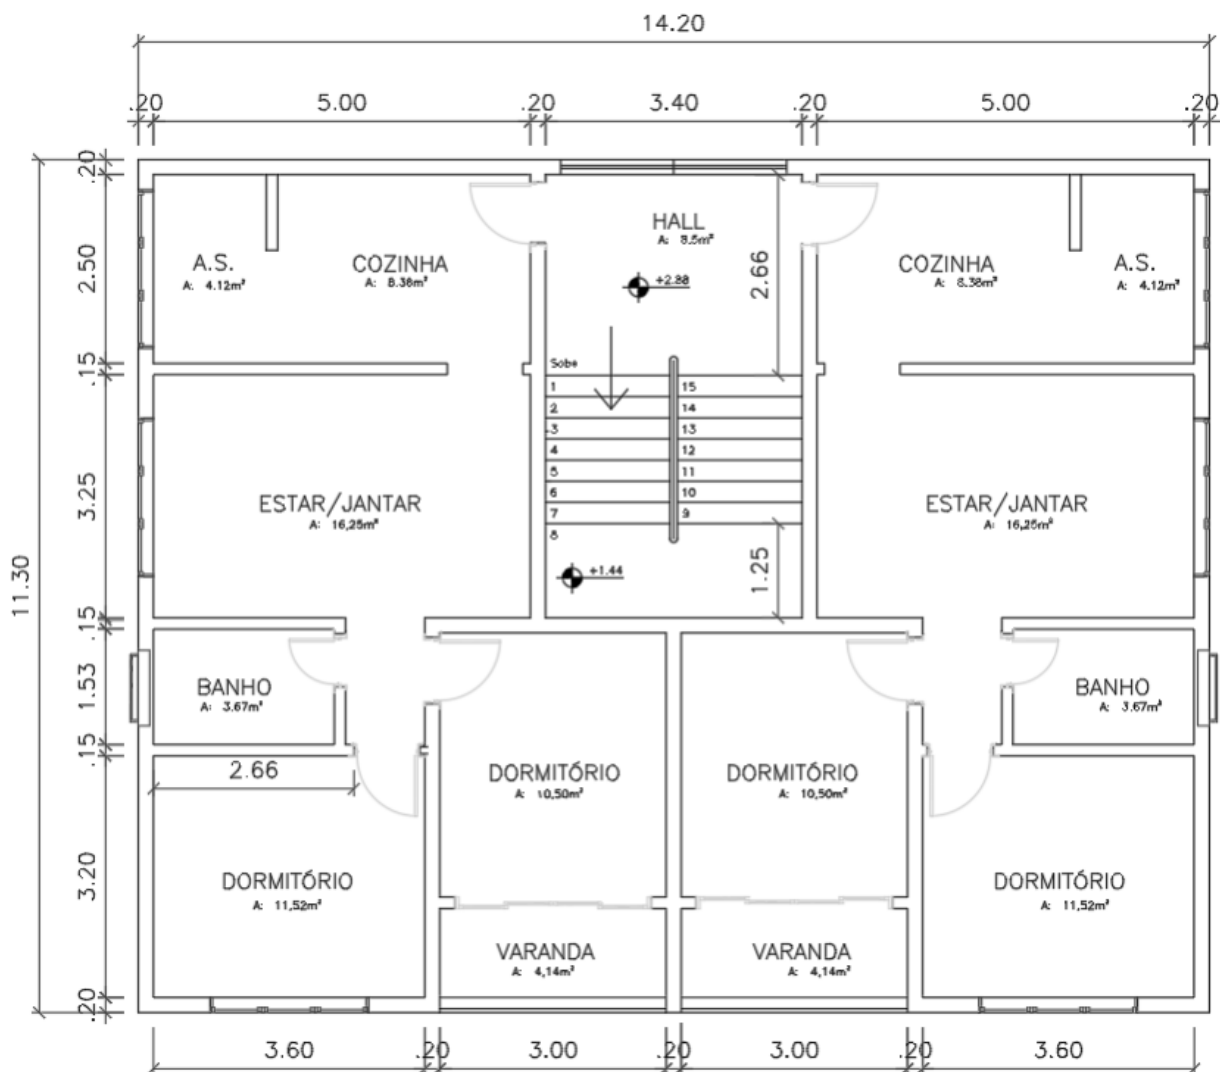 14.20
.20 5.00 .20 3.40 .20 5.00 .20
.20
HALL
A: 8.5m²
2.50
A.S.
A: 4.12m²
COZINHA
A: 8.38m²
2.66
COZINHA
A: 8.38m²
A.S.
A: 4.12m²
+2.88
.15
Sobe
1 15
2 14
3 13
4 12
5 11
6 10
7 9
8
3.25
ESTAR/JANTAR
A: 16,25m²
ESTAR/JANTAR
A: 16,25m²
11.30
+1.44
1.25
.15
1.53
BANHO
A: 3.67m²
BANHO
A: 3.67m²
.15
2.66
DORMITÓRIO
A: 10,50m²
DORMITÓRIO
A: 10,50m²
3.20
DORMITÓRIO
A: 11,52m²
DORMITÓRIO
A: 11,52m²
VARANDA
A: 4,14m²
VARANDA
A: 4,14m²
.20
3.60 .20 3.00 .20 3.00 .20 3.60